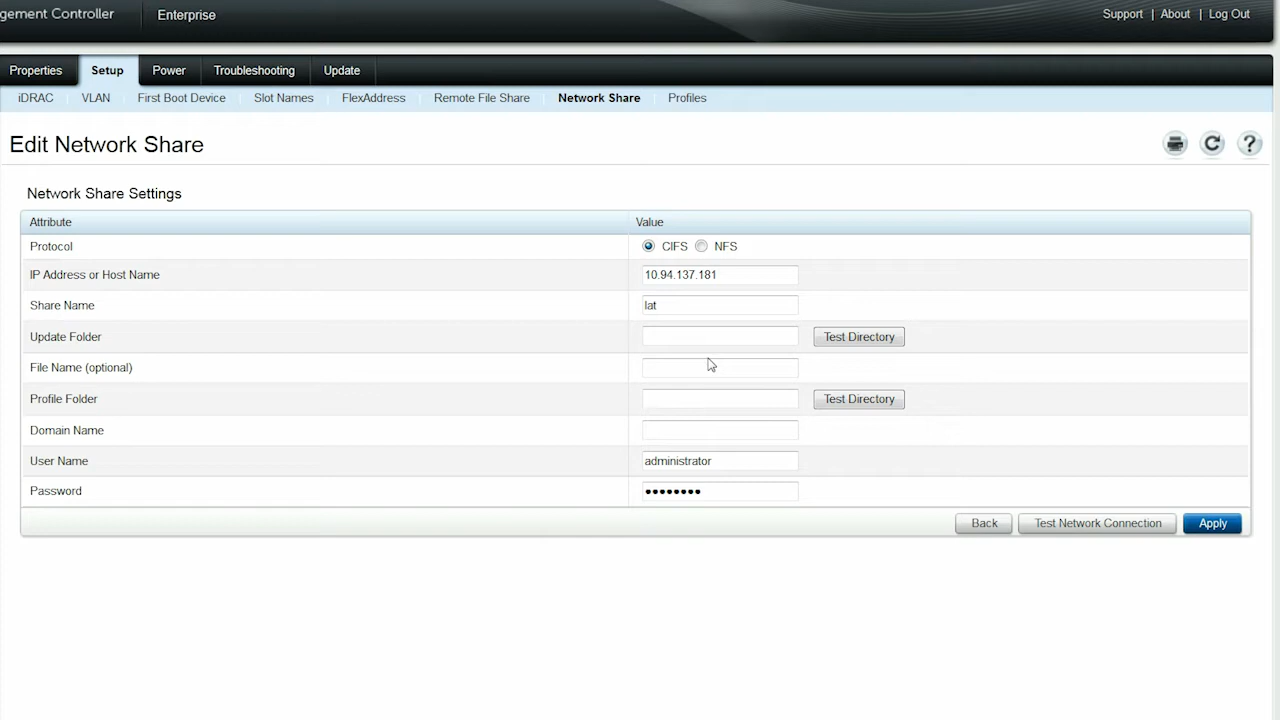 gement Controller Enterprise Support | About | Log Out
Properties Setup Power Troubleshooting Update
iDRAC VLAN First Boot Device Slot Names FlexAddress Remote File Share Network Share Profiles
Edit Network Share ?
Network Share Settings
Attribute Value
Protocol CIFS NFS
IP Address or Host Name 10.94.137.181
Share Name lat
Update Folder Test Directory
File Name (optional)
Profile Folder Test Directory
Domain Name
User Name administrator
Password ••••••••
Back Test Network Connection Apply